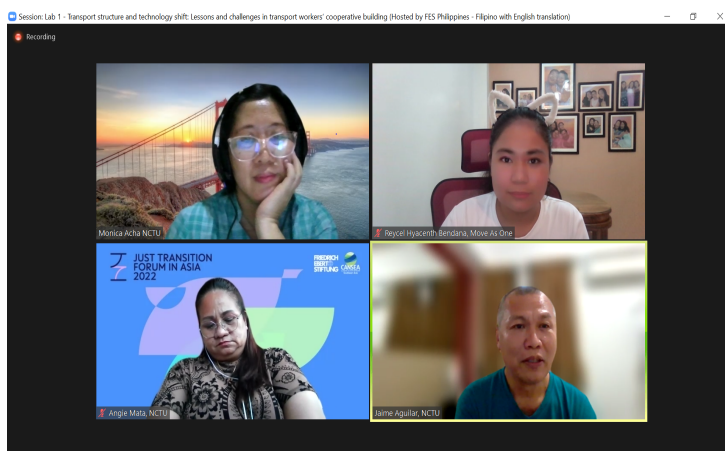 Session: Lab 1 - Transport structure and technology shift: Lessons and challenges in transport workers' cooperative building (Hosted by FES Philippines - Filipino with English translation)
Recording
Monica Acha NCTU
Reycel Hyacenth Bendana, Move As One
JUST TRANSITION
FORUM IN ASIA
2022
FRIEDRICH
EBERT
STIFTUNG
CANSEA
Angie Mata, NCTU
Jaime Aguilar, NCTU